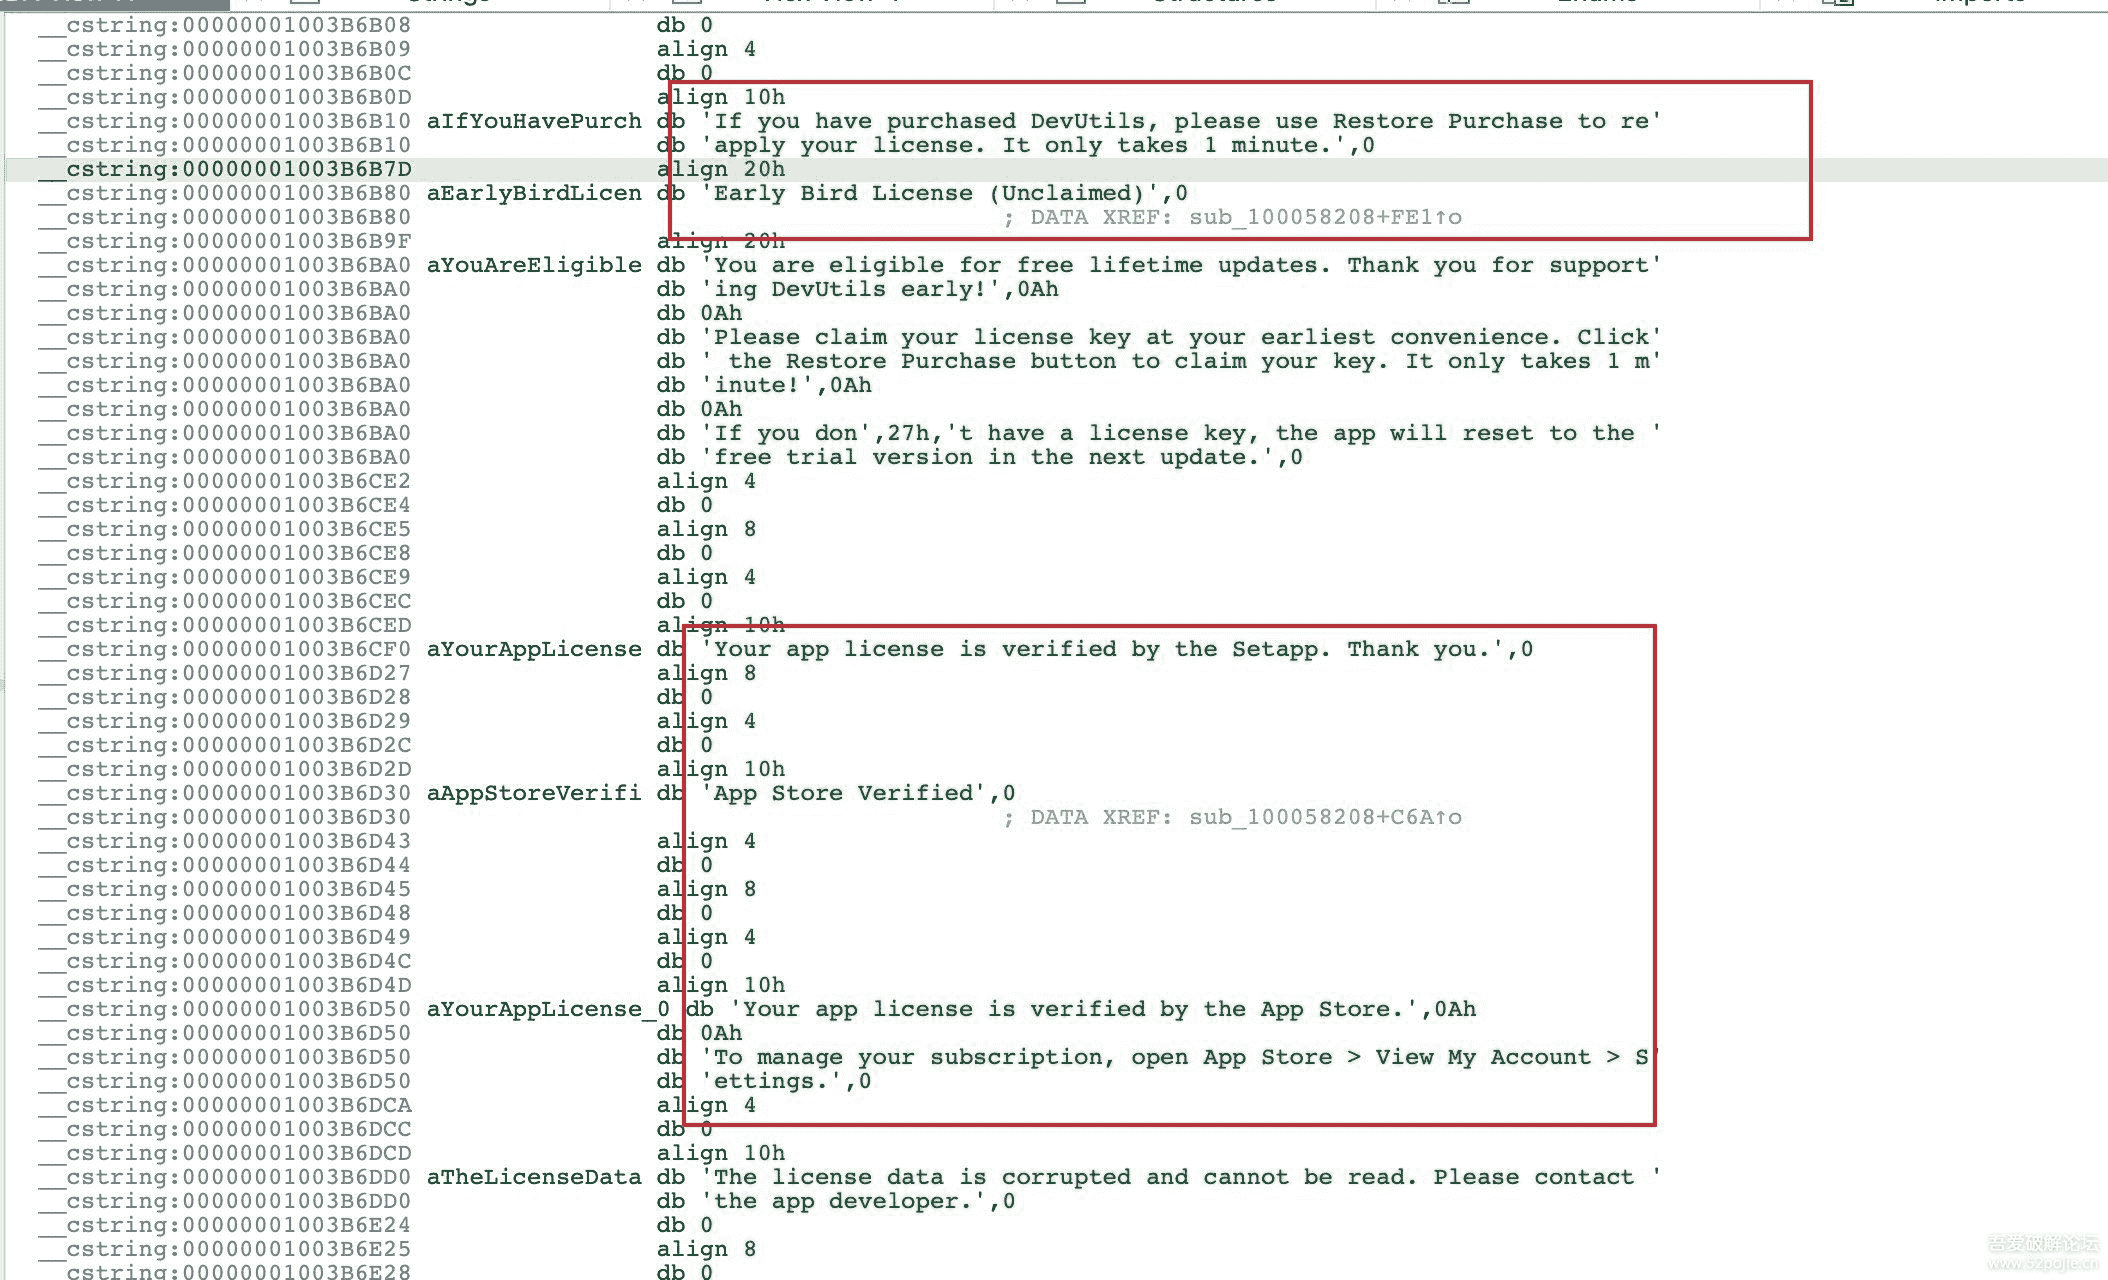 __cstring:00000001003B6B08 db 0
__cstring:00000001003B6B09 align 4
__cstring:00000001003B6B0C db 0
__cstring:00000001003B6B0D align 10h
__cstring:00000001003B6B10 aIfYouHavePurch db 'If you have purchased DevUtils, please use Restore Purchase to re'
__cstring:00000001003B6B10 db 'apply your license. It only takes 1 minute.',0
__cstring:00000001003B6B7D align 20h
__cstring:00000001003B6B80 aEarlyBirdLicen db 'Early Bird License (Unclaimed)',0
__cstring:00000001003B6B80 ; DATA XREF: sub_100058208+FE1↑o
__cstring:00000001003B6B9F align 20h
__cstring:00000001003B6BA0 aYouAreEligible db 'You are eligible for free lifetime updates. Thank you for support'
__cstring:00000001003B6BA0 db 'ing DevUtils early!',0Ah
__cstring:00000001003B6BA0 db 0Ah
__cstring:00000001003B6BA0 db 'Please claim your license key at your earliest convenience. Click'
__cstring:00000001003B6BA0 db ' the Restore Purchase button to claim your key. It only takes 1 m'
__cstring:00000001003B6BA0 db 'inute!',0Ah
__cstring:00000001003B6BA0 db 0Ah
__cstring:00000001003B6BA0 db 'If you don',27h,'t have a license key, the app will reset to the '
__cstring:00000001003B6BA0 db 'free trial version in the next update.',0
__cstring:00000001003B6CE2 align 4
__cstring:00000001003B6CE4 db 0
__cstring:00000001003B6CE5 align 8
__cstring:00000001003B6CE8 db 0
__cstring:00000001003B6CE9 align 4
__cstring:00000001003B6CEC db 0
__cstring:00000001003B6CED align 10h
__cstring:00000001003B6CF0 aYourAppLicense db 'Your app license is verified by the Setapp. Thank you.',0
__cstring:00000001003B6D27 align 8
__cstring:00000001003B6D28 db 0
__cstring:00000001003B6D29 align 4
__cstring:00000001003B6D2C db 0
__cstring:00000001003B6D2D align 10h
__cstring:00000001003B6D30 aAppStoreVerifi db 'App Store Verified',0
__cstring:00000001003B6D30 ; DATA XREF: sub_100058208+C6A↑o
__cstring:00000001003B6D43 align 4
__cstring:00000001003B6D44 db 0
__cstring:00000001003B6D45 align 8
__cstring:00000001003B6D48 db 0
__cstring:00000001003B6D49 align 4
__cstring:00000001003B6D4C db 0
__cstring:00000001003B6D4D align 10h
__cstring:00000001003B6D50 aYourAppLicense_0 db 'Your app license is verified by the App Store.',0Ah
__cstring:00000001003B6D50 db 0Ah
__cstring:00000001003B6D50 db 'To manage your subscription, open App Store > View My Account > S'
__cstring:00000001003B6D50 db 'ettings.',0
__cstring:00000001003B6DCA align 4
__cstring:00000001003B6DCC db 0
__cstring:00000001003B6DCD align 10h
__cstring:00000001003B6DD0 aTheLicenseData db 'The license data is corrupted and cannot be read. Please contact '
__cstring:00000001003B6DD0 db 'the app developer.',0
__cstring:00000001003B6E24 db 0
__cstring:00000001003B6E25 align 8
__cstring:00000001003B6E28 db 0
吾爱破解论坛
www.52pojie.cn